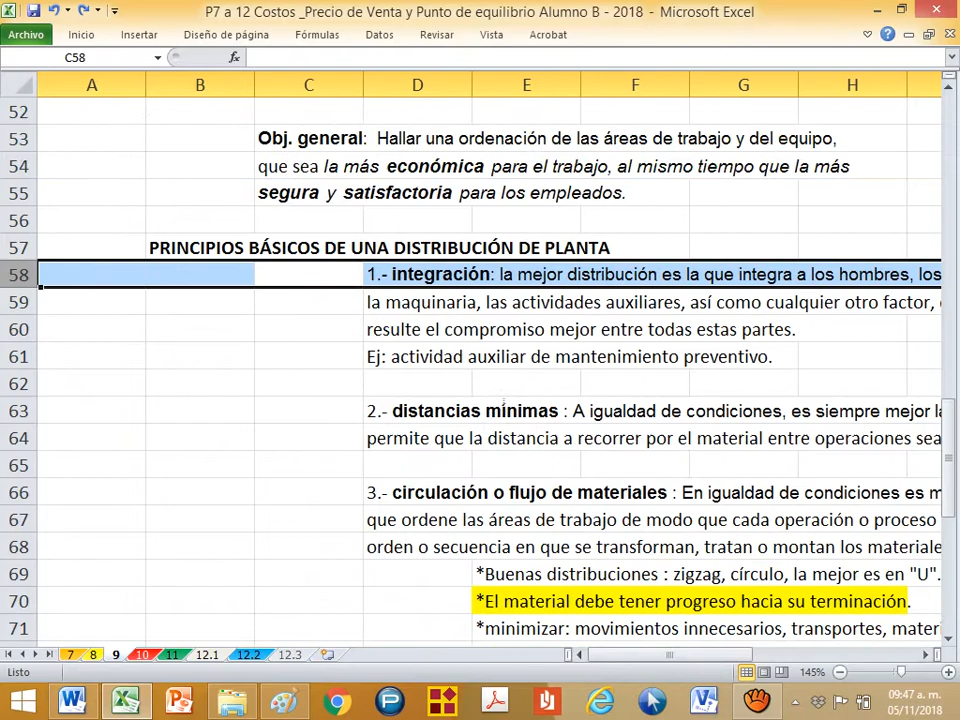 P7 a 12 Costos _Precio de Venta y Punto de equilibrio Alumno B - 2018 - Microsoft Excel
Archivo Inicio Insertar Diseño de página Fórmulas Datos Revisar Vista Acrobat
C58 fx
A B C D E F G H
52
53 Obj. general: Hallar una ordenación de las áreas de trabajo y del equipo,
54 que sea la más económica para el trabajo, al mismo tiempo que la más
55 segura y satisfactoria para los empleados.
56
57 PRINCIPIOS BÁSICOS DE UNA DISTRIBUCIÓN DE PLANTA
58 1.- integración: la mejor distribución es la que integra a los hombres, los
59 la maquinaria, las actividades auxiliares, así como cualquier otro factor,
60 resulte el compromiso mejor entre todas estas partes.
61 Ej: actividad auxiliar de mantenimiento preventivo.
62
63 2.- distancias mínimas : A igualdad de condiciones, es siempre mejor
64 permite que la distancia a recorrer por el material entre operaciones sea
65
66 3.- circulación o flujo de materiales : En igualdad de condiciones es
67 que ordene las áreas de trabajo de modo que cada operación o proceso
68 orden o secuencia en que se transforman, tratan o montan los materiale
69 *Buenas distribuciones : zigzag, círculo, la mejor es en "U".
70 *El material debe tener progreso hacia su terminación.
71 *minimizar: movimientos innecesarios, transportes, materi
7 8 9 10 11 12.1 12.2 12.3
Listo 145%
09:47 a. m.
05/11/2018